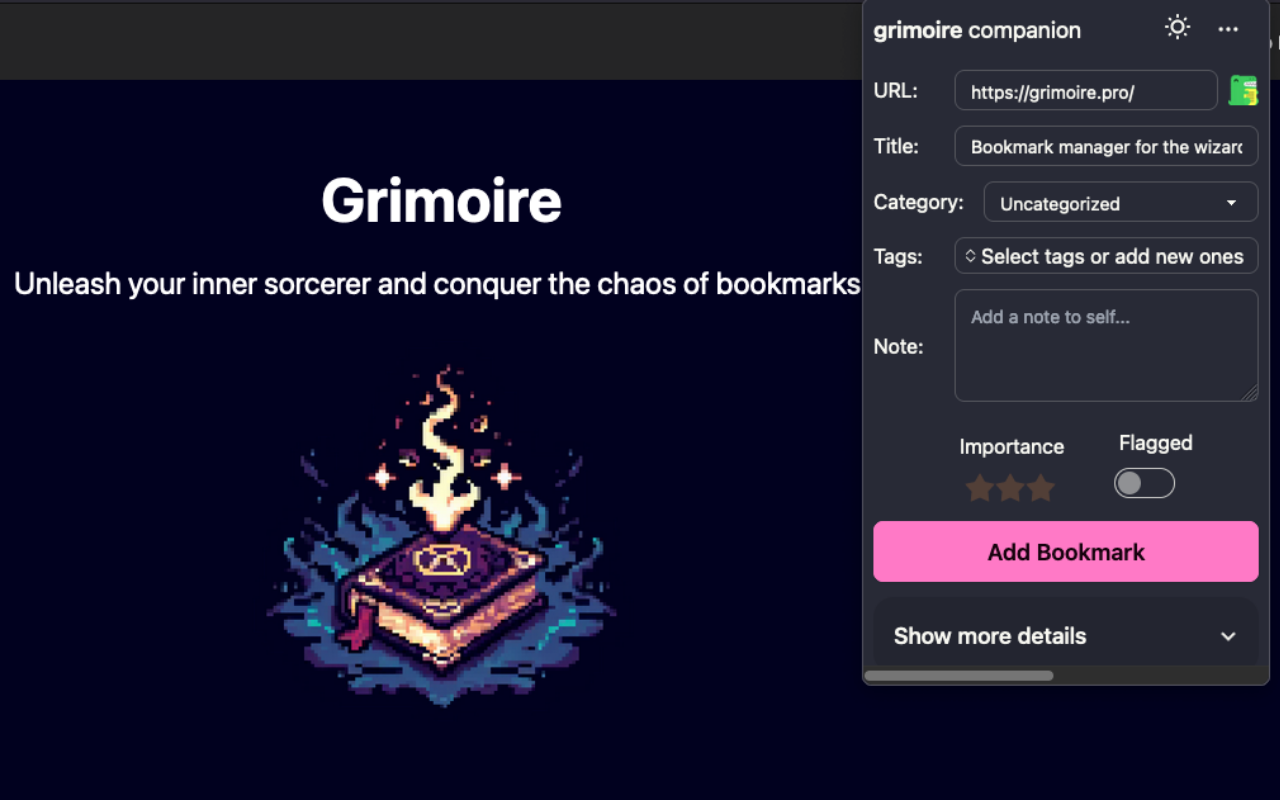 grimoire companion
URL:
https://grimoire.pro/
Title:
Bookmark manager for the wizarc
Category:
Uncategorized
Tags:
Select tags or add new ones
Note:
Add a note to self...
Importance
Flagged
Add Bookmark
Show more details
Grimoire
Unleash your inner sorcerer and conquer the chaos of bookmarks